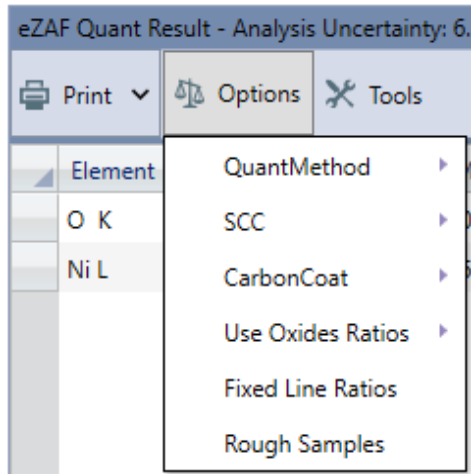 eZAF Quant Result - Analysis Uncertainty: 6.
Print Options Tools
Element
QuantMethod
O K
SCC
Ni L
CarbonCoat
Use Oxides Ratios
Fixed Line Ratios
Rough Samples